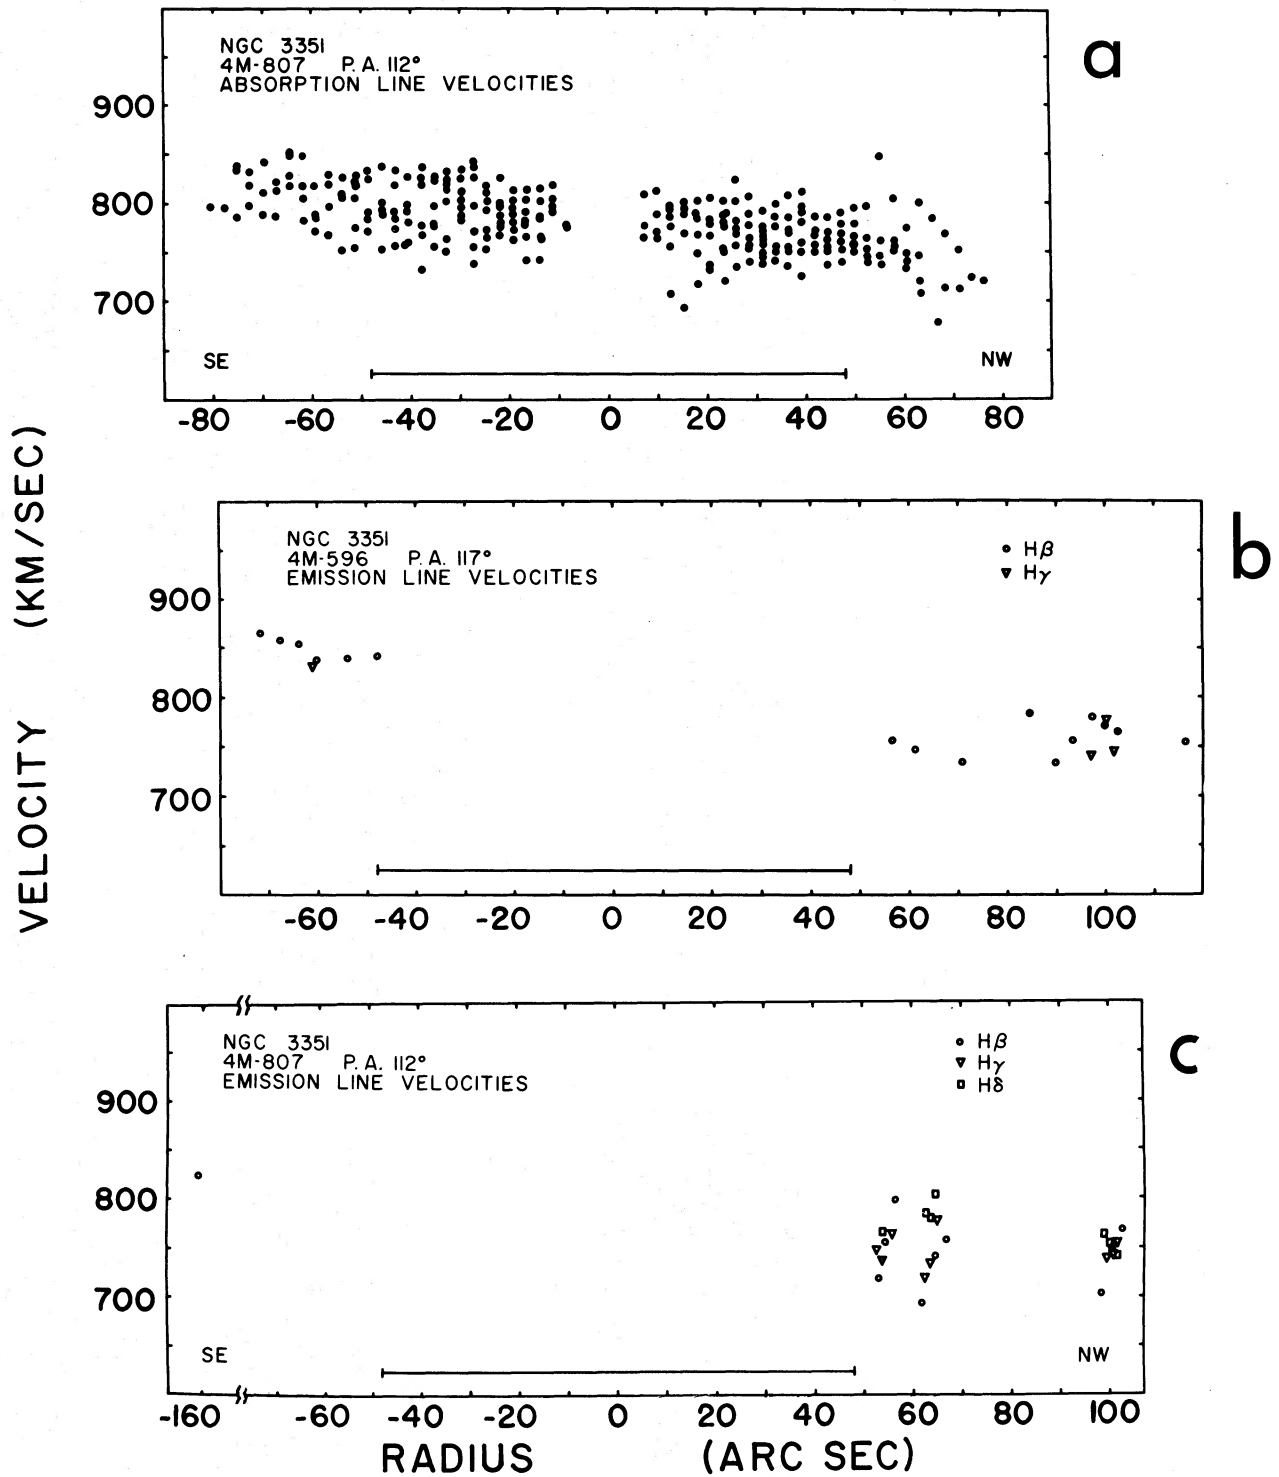 a
NGC 3351
4M-807 P. A. 112°
ABSORPTION LINE VELOCITIES
900
800
700
SE NW
-80 -60 -40 -20 0 20 40 60 80
VELOCITY (KM/SEC)
b
NGC 3351
4M-596 P. A. 117°
EMISSION LINE VELOCITIES
Hβ
Hγ
900
800
700
-60 -40 -20 0 20 40 60 80 100
c
NGC 3351
4M-807 P. A. 112°
EMISSION LINE VELOCITIES
Hβ
Hγ
Hδ
900
800
700
SE NW
-160 -60 -40 -20 0 20 40 60 80 100
RADIUS (ARC SEC)